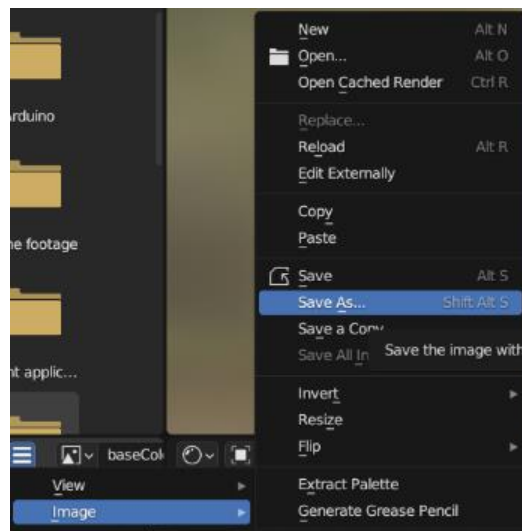 New Alt N
Open... Alt O
Open Cached Render Ctrl R
Replace...
Reload Alt R
Edit Externally
Copy
Paste
Save Alt S
Save As... Shift Alt S
Save a Copy
Save All
Save the image with
Invert
Resize
Flip
Extract Palette
Generate Grease Pencil
rduino
e footage
nt applic...
baseCol
View
Image